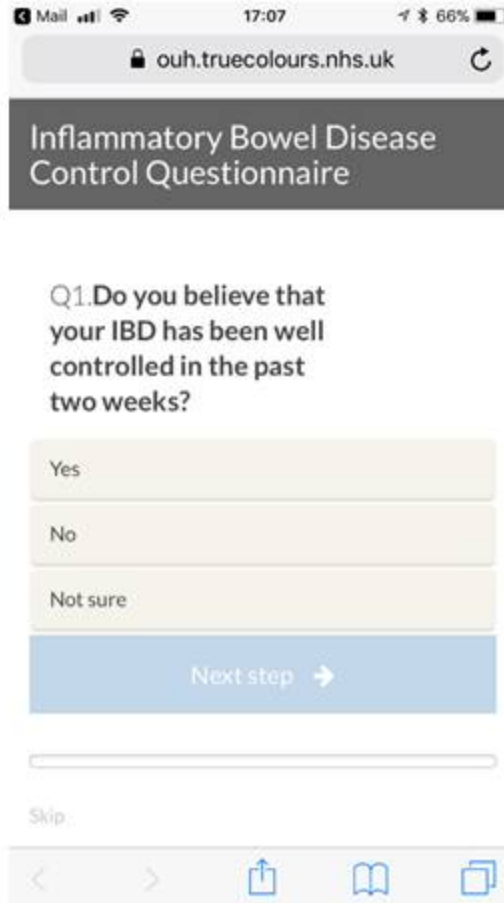 Mail 17:07 66%
ouh.truecolours.nhs.uk
Inflammatory Bowel Disease
Control Questionnaire
Q1.Do you believe that
your IBD has been well
controlled in the past
two weeks?
Yes
No
Not sure
Next step
Skip